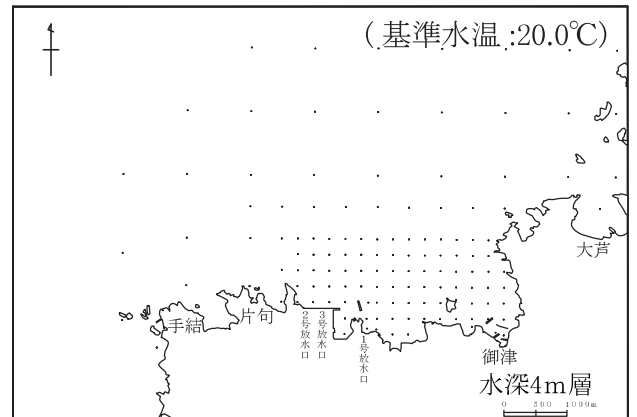 (基準水温:20.0℃)
大芦
手結
片句
2号放水口
3号放水口
1号放水口
御津
水深4m層
0 500 1000m